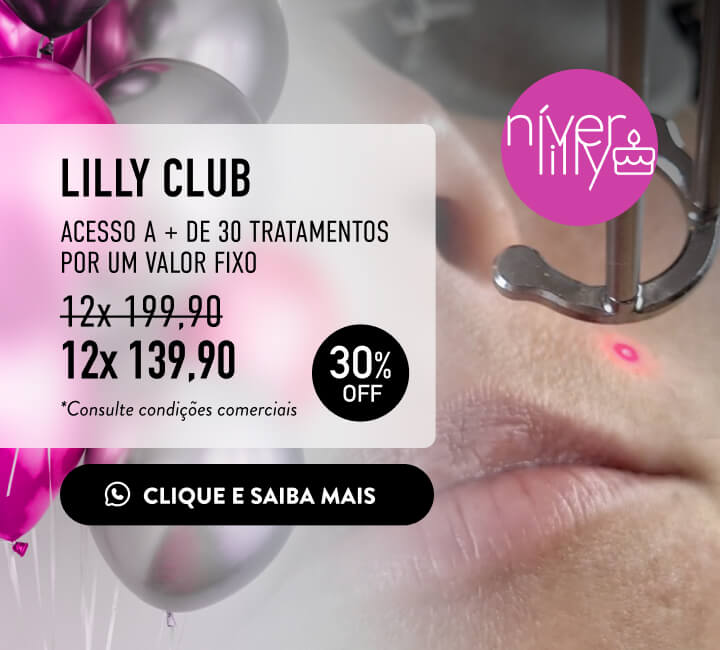 níver
lilly
LILLY CLUB
ACESSO A + DE 30 TRATAMENTOS
POR UM VALOR FIXO
12x 199,90
12x 139,90
30%
OFF
*Consulte condições comerciais
CLIQUE E SAIBA MAIS